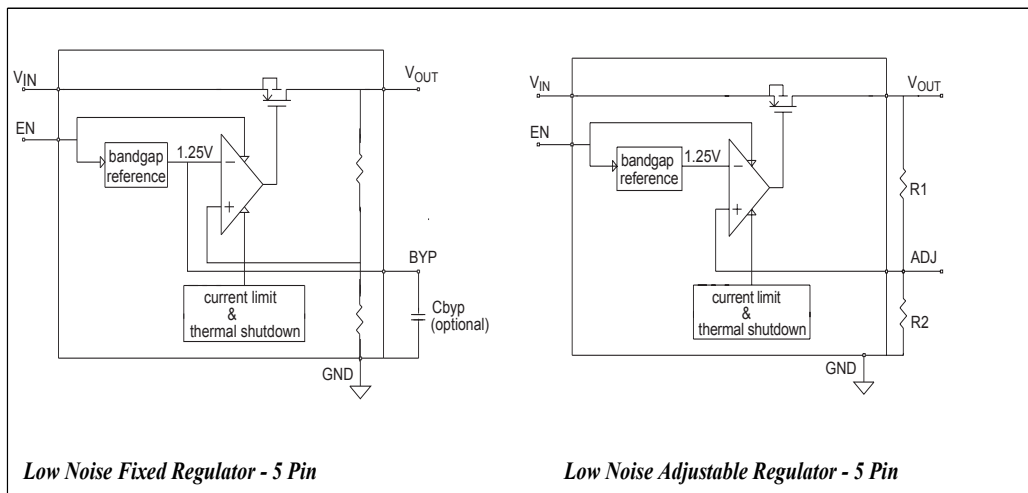 VIN
VOUT
EN
bandgap
reference
1.25V
−
+
BYP
current limit
&
thermal shutdown
Cbyp
(optional)
GND
Low Noise Fixed Regulator - 5 Pin
VIN
VOUT
EN
bandgap
reference
1.25V
−
+
R1
ADJ
current limit
&
thermal shutdown
R2
GND
Low Noise Adjustable Regulator - 5 Pin